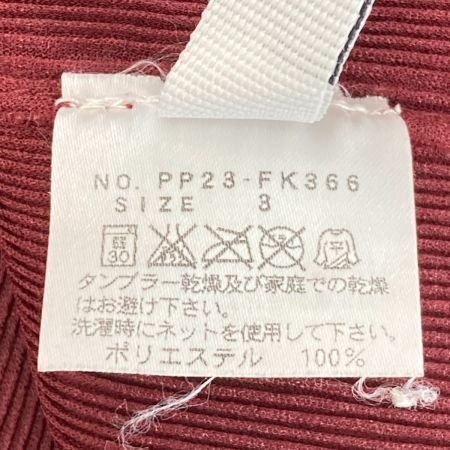 NO. PP23-FK366
SIZE 3
弱 30 平
タンブラー乾燥及び家庭での乾燥
はお避け下さい。
洗濯時にネットを使用して下さい。
ポリエステル 100%